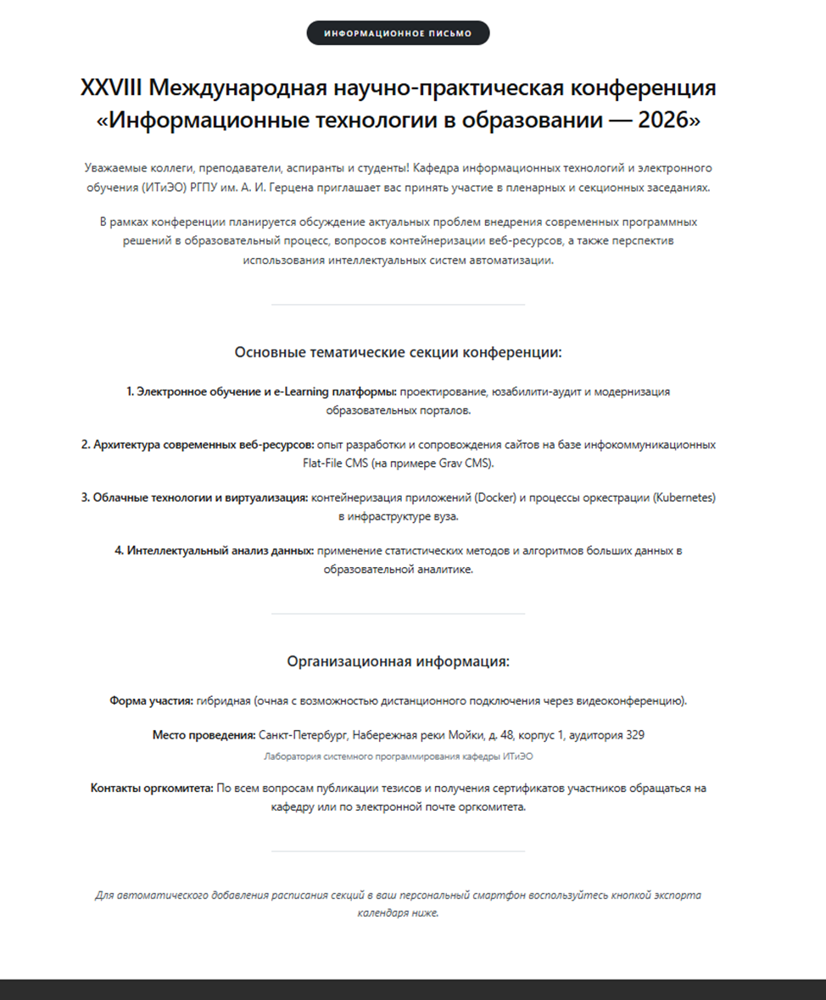 ИНФОРМАЦИОННОЕ ПИСЬМО
XXVIII Международная научно-практическая конференция
«Информационные технологии в образовании — 2026»
Уважаемые коллеги, преподаватели, аспиранты и студенты! Кафедра информационных технологий и электронного
обучения (ИТиЭО) РГПУ им. А. И. Герцена приглашает вас принять участие в пленарных и секционных заседаниях.
В рамках конференции планируется обсуждение актуальных проблем внедрения современных программных
решений в образовательный процесс, вопросов контейнеризации веб-ресурсов, а также перспектив
использования интеллектуальных систем автоматизации.
Основные тематические секции конференции:
1. Электронное обучение и e-Learning платформы: проектирование, юзабилити-аудит и модернизация
образовательных порталов.
2. Архитектура современных веб-ресурсов: опыт разработки и сопровождения сайтов на базе инфокоммуникационных
Flat-File CMS (на примере Grav CMS).
3. Облачные технологии и виртуализация: контейнеризация приложений (Docker) и процессы оркестрации (Kubernetes)
в инфраструктуре вуза.
4. Интеллектуальный анализ данных: применение статистических методов и алгоритмов больших данных в
образовательной аналитике.
Организационная информация:
Форма участия: гибридная (очная с возможностью дистанционного подключения через видеоконференцию).
Место проведения: Санкт-Петербург, Набережная реки Мойки, д. 48, корпус 1, аудитория 329
Лаборатория системного программирования кафедры ИТиЭО
Контакты оргкомитета: По всем вопросам публикации тезисов и получения сертификатов участников обращаться на
кафедру или по электронной почте оргкомитета.
Для автоматического добавления расписания секций в ваш персональный смартфон воспользуйтесь кнопкой экспорта
календаря ниже.